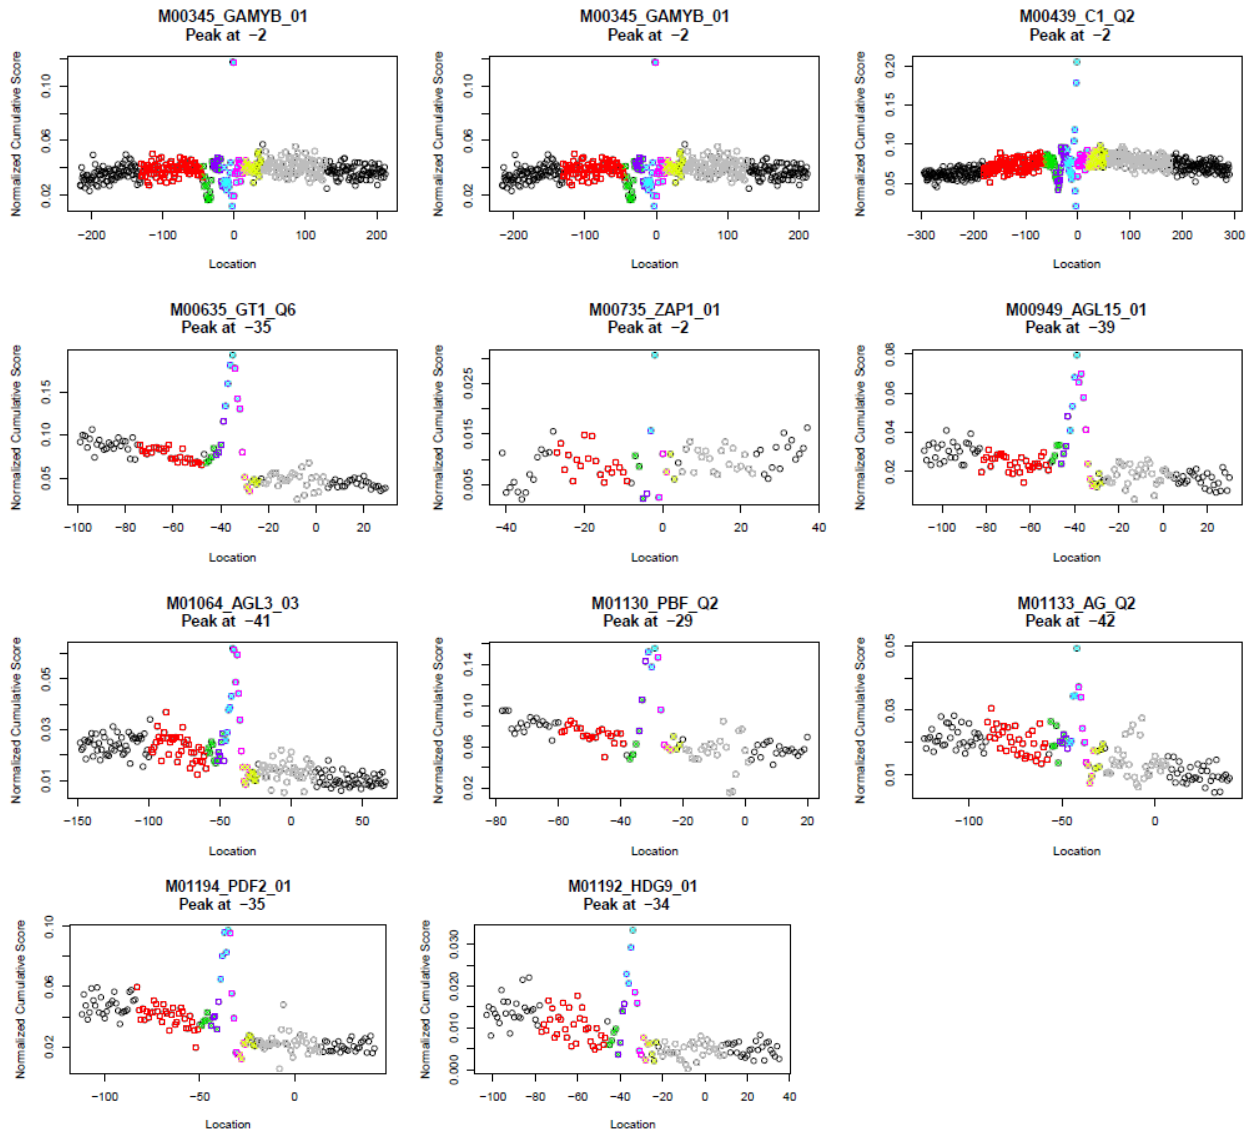 M00345_GAMYB_01
Peak at −2
Normalized Cumulative Score
0.02 0.06 0.10
−200 −100 0 100 200
Location
M00345_GAMYB_01
Peak at −2
Normalized Cumulative Score
0.02 0.06 0.10
−200 −100 0 100 200
Location
M00439_C1_Q2
Peak at −2
Normalized Cumulative Score
0.05 0.10 0.15 0.20
−300 −200 −100 0 100 200 300
Location
M00635_GT1_Q6
Peak at −35
Normalized Cumulative Score
0.05 0.10 0.15
−100 −80 −60 −40 −20 0 20
Location
M00735_ZAP1_01
Peak at −2
Normalized Cumulative Score
0.005 0.015 0.025
−40 −20 0 20 40
Location
M00949_AGL15_01
Peak at −39
Normalized Cumulative Score
0.02 0.04 0.06 0.08
−100 −80 −60 −40 −20 0 20
Location
M01064_AGL3_03
Peak at −41
Normalized Cumulative Score
0.01 0.03 0.05
−150 −100 −50 0 50
Location
M01130_PBF_Q2
Peak at −29
Normalized Cumulative Score
0.02 0.06 0.10 0.14
−80 −60 −40 −20 0 20
Location
M01133_AG_Q2
Peak at −42
Normalized Cumulative Score
0.01 0.03 0.05
−100 −50 0
Location
M01194_PDF2_01
Peak at −35
Normalized Cumulative Score
0.02 0.06 0.10
−100 −50 0
Location
M01192_HDG9_01
Peak at −34
Normalized Cumulative Score
0.000 0.010 0.020 0.030
−100 −80 −60 −40 −20 0 20 40
Location